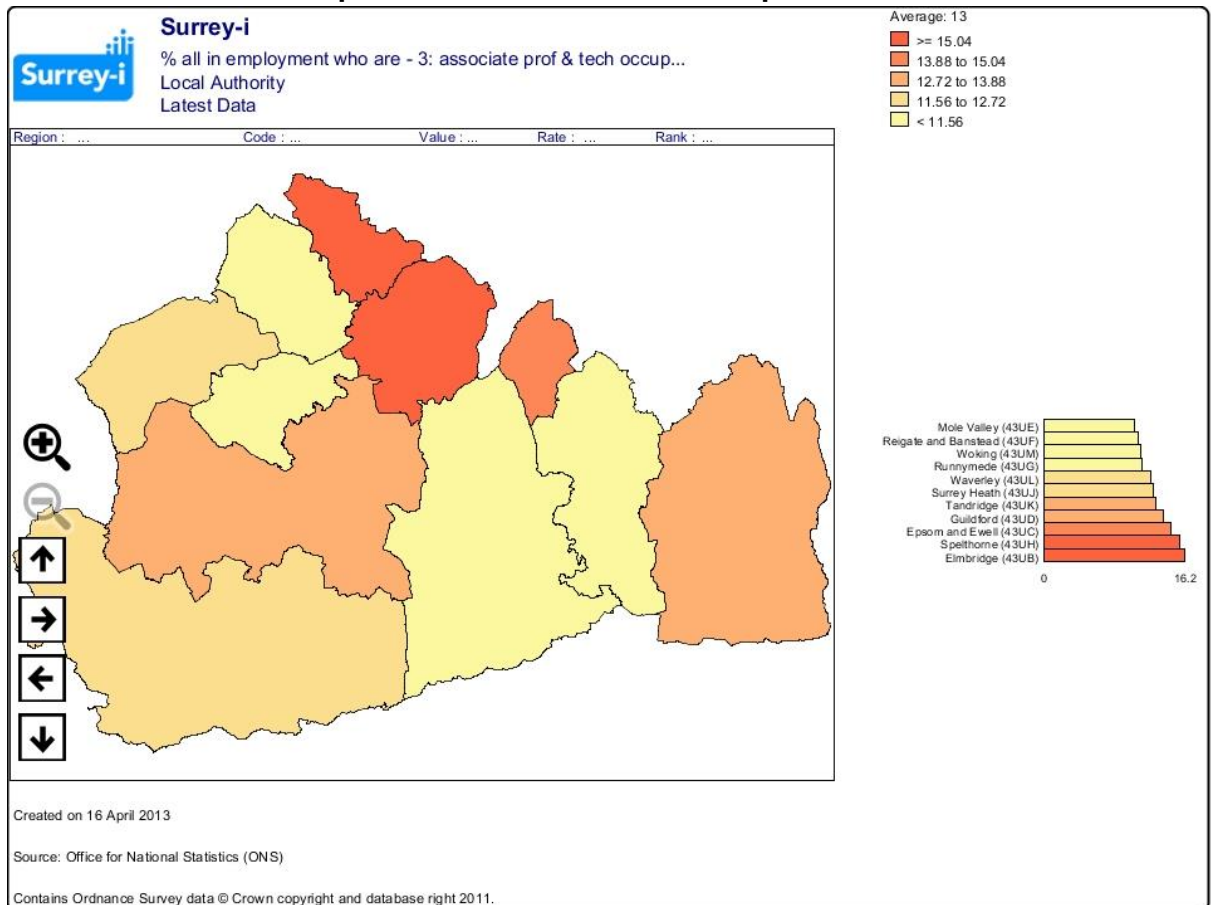 Surrey-i
Surrey-i
% all in employment who are - 3: associate prof & tech occup...
Local Authority
Latest Data
Region : ... Code : ... Value : ... Rate : ... Rank : ...
Average: 13
>= 15.04
13.88 to 15.04
12.72 to 13.88
11.56 to 12.72
< 11.56
Mole Valley (43UE)
Reigate and Banstead (43UF)
Woking (43UM)
Runnymede (43UG)
Waverley (43UL)
Surrey Heath (43UJ)
Tandridge (43UK)
Guildford (43UD)
Epsom and Ewell (43UC)
Spelthorne (43UH)
Elmbridge (43UB)
0 16.2
Created on 16 April 2013
Source: Office for National Statistics (ONS)
Contains Ordnance Survey data © Crown copyright and database right 2011.